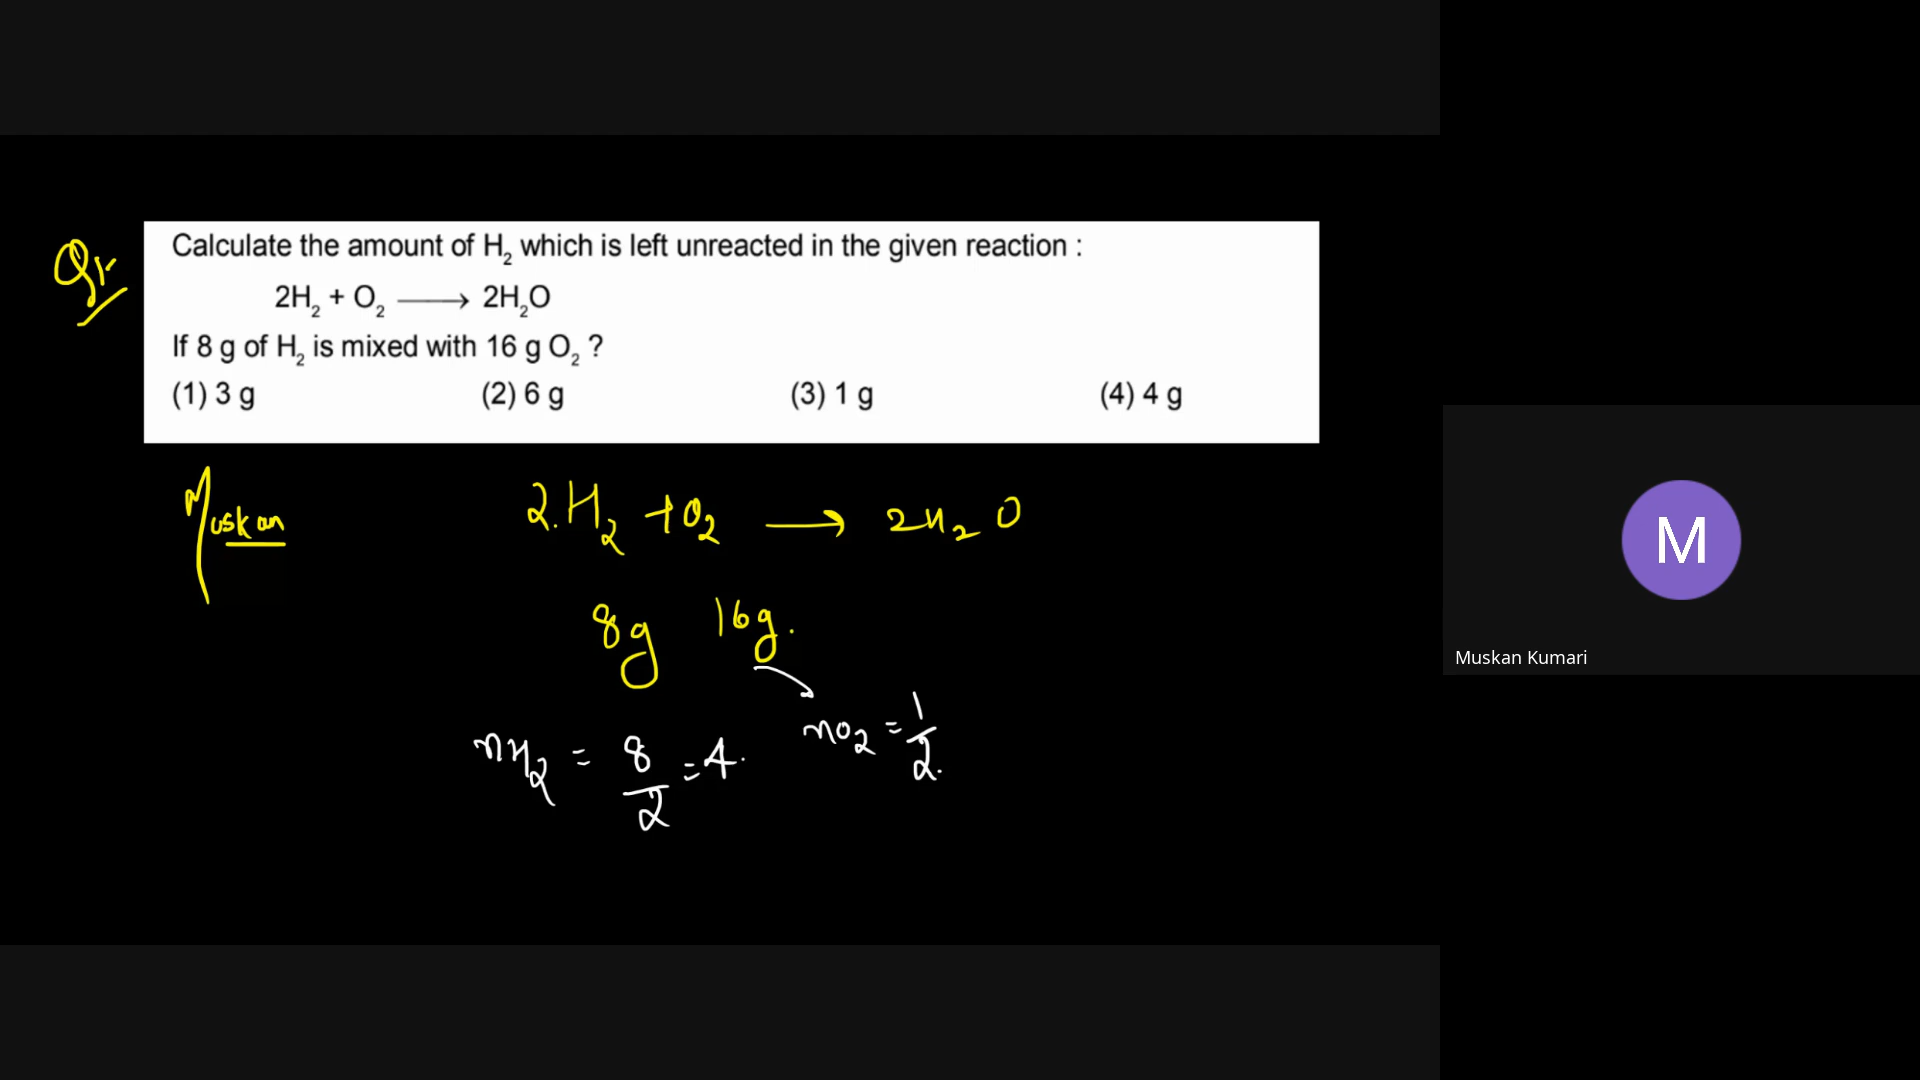 Q1.
Calculate the amount of H₂ which is left unreacted in the given reaction :
2H₂ + O₂ ⟶ 2H₂O
If 8 g of H₂ is mixed with 16 g O₂ ?
(1) 3 g (2) 6 g (3) 1 g (4) 4 g
Muskan
2.H₂ + O₂ ⟶ 2H₂O
8g 16g.
nH₂ = 8/2 = 4.
nO₂ = 1/2.
M
Muskan Kumari